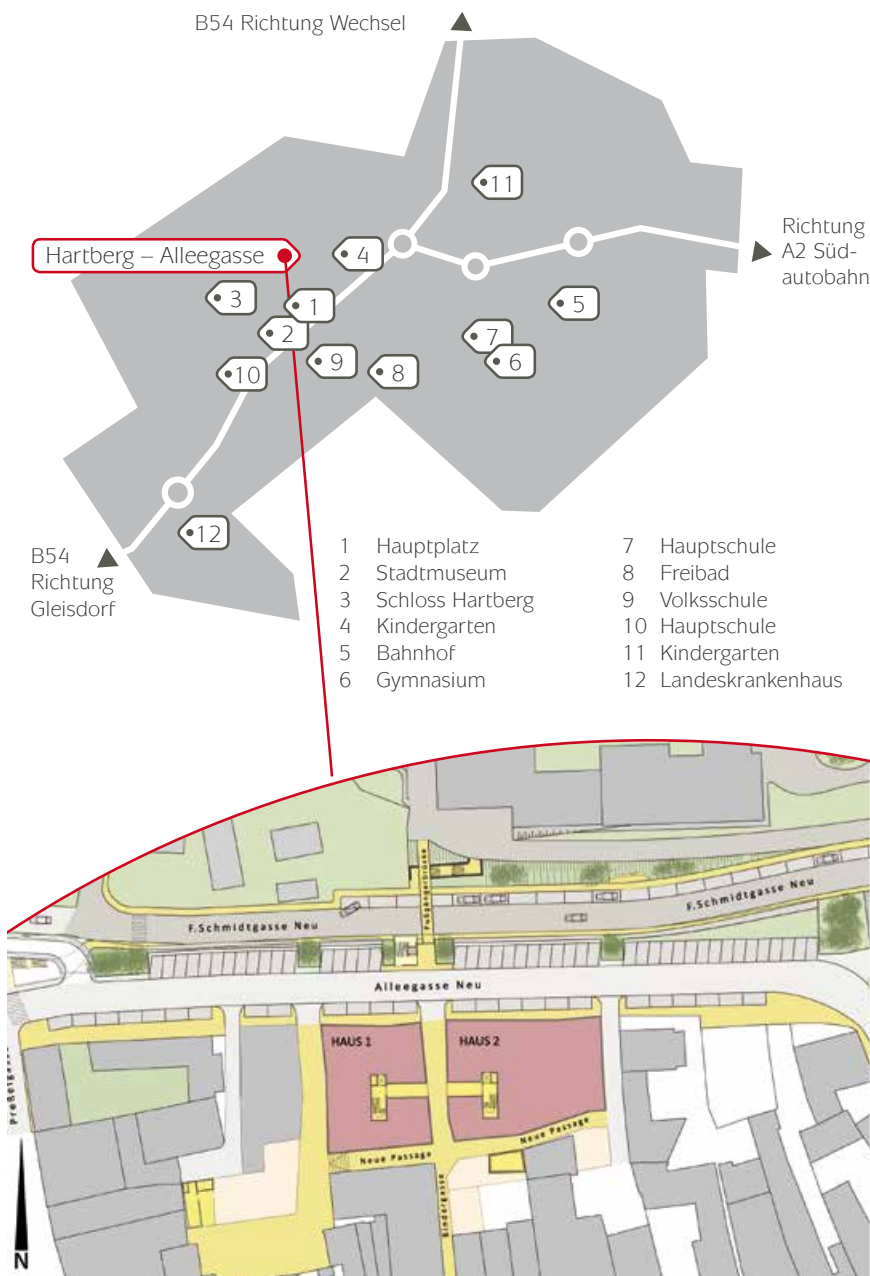 B54 Richtung Wechsel
11
Richtung
A2 Süd-
autobahn
Hartberg – Alleegasse
4
3
1
5
2
7
9
6
10
8
12
B54
Richtung
Gleisdorf
1 Hauptplatz
2 Stadtmuseum
3 Schloss Hartberg
4 Kindergarten
5 Bahnhof
6 Gymnasium
7 Hauptschule
8 Freibad
9 Volksschule
10 Hauptschule
11 Kindergarten
12 Landeskrankenhaus
Fußgängerbrücke
F.Schmidtgasse Neu
F.Schmidtgasse Neu
Alleegasse Neu
HAUS 1
HAUS 2
Preßlgasse
Neue Passage
Neue Passage
Bindergasse
N